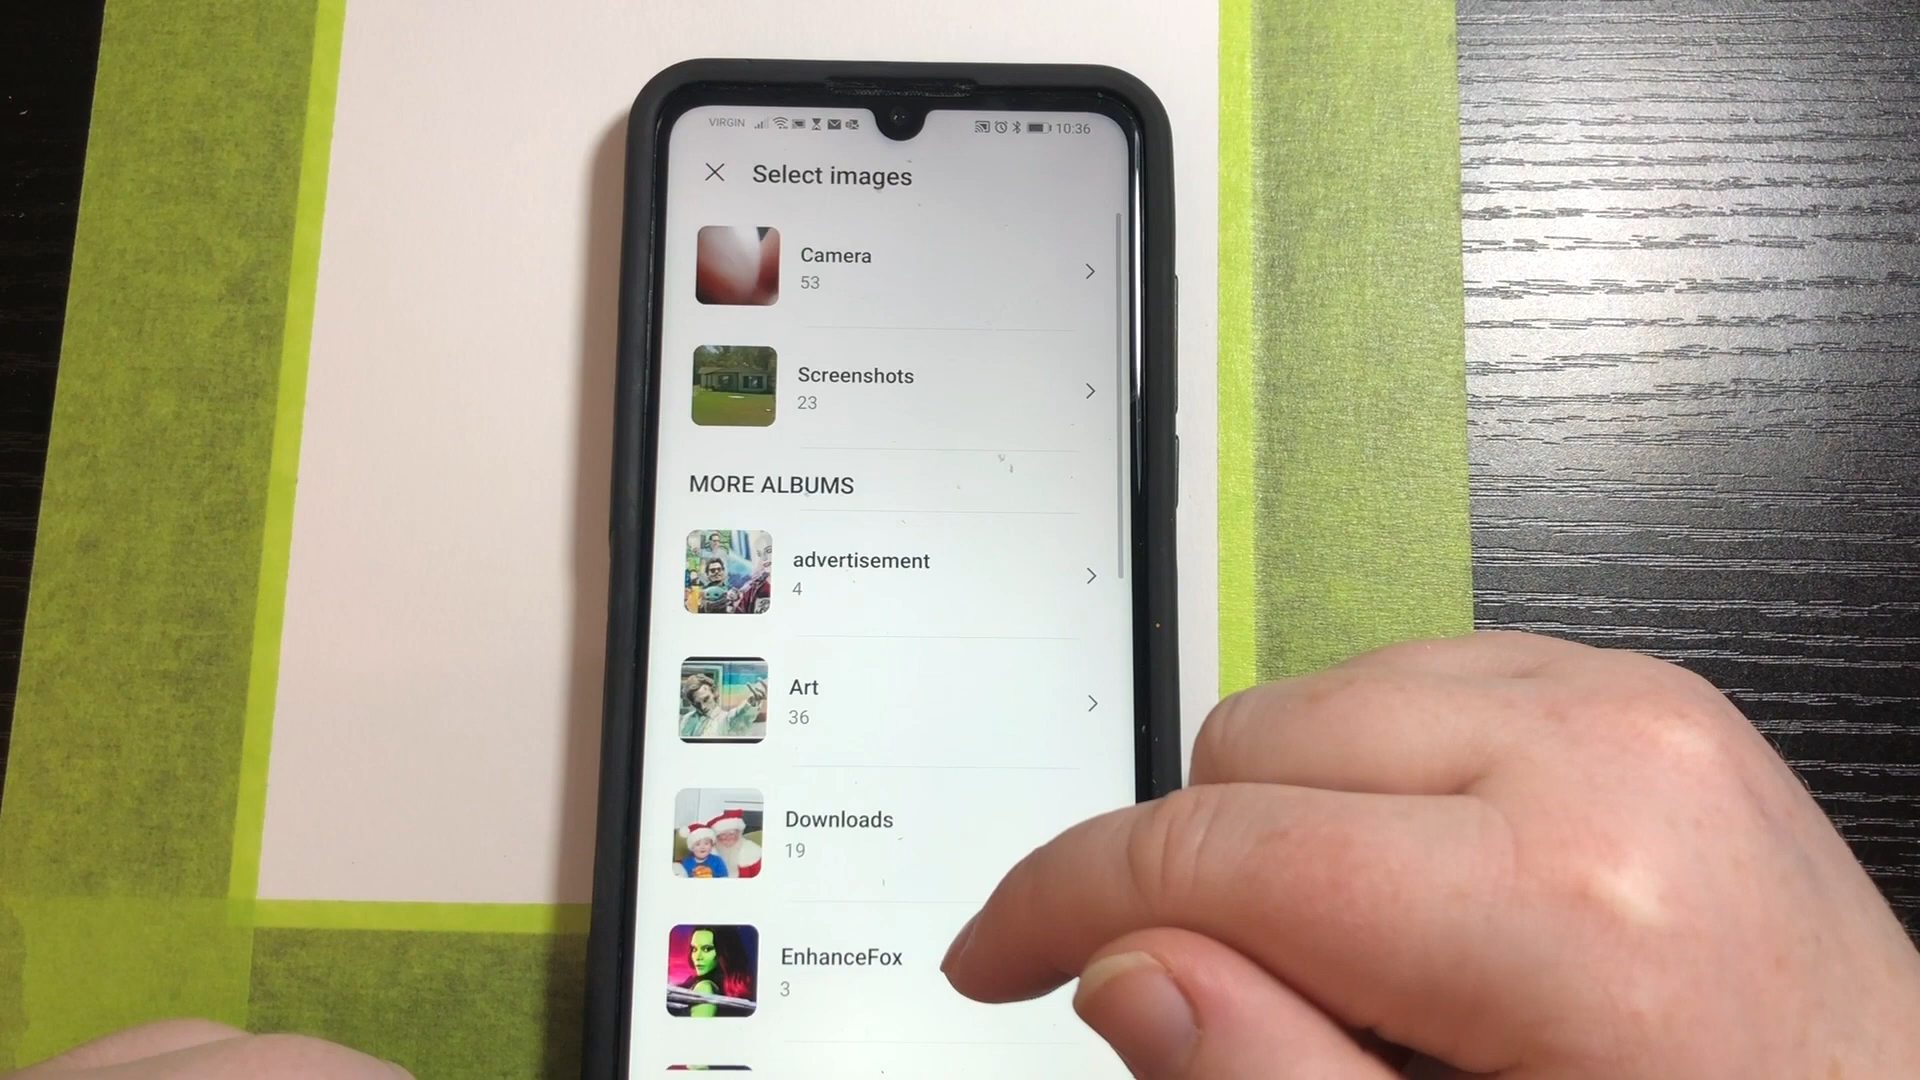 VIRGIN 10:36
Select images
Camera
53
Screenshots
23
MORE ALBUMS
advertisement
4
Art
36
Downloads
19
EnhanceFox
3